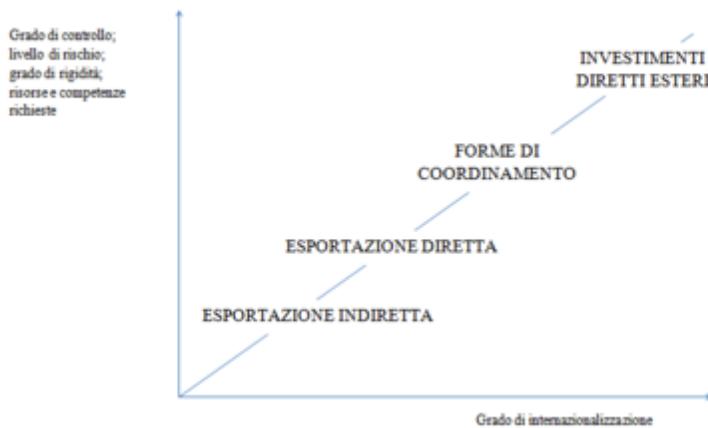 Grado di controllo;
livello di rischio;
grado di rigidità;
risorse e competenze
richieste
INVESTIMENTI
DIRETTI ESTERI
FORME DI
COORDINAMENTO
ESPORTAZIONE DIRETTA
ESPORTAZIONE INDIRETTA
Grado di internazionalizzazione